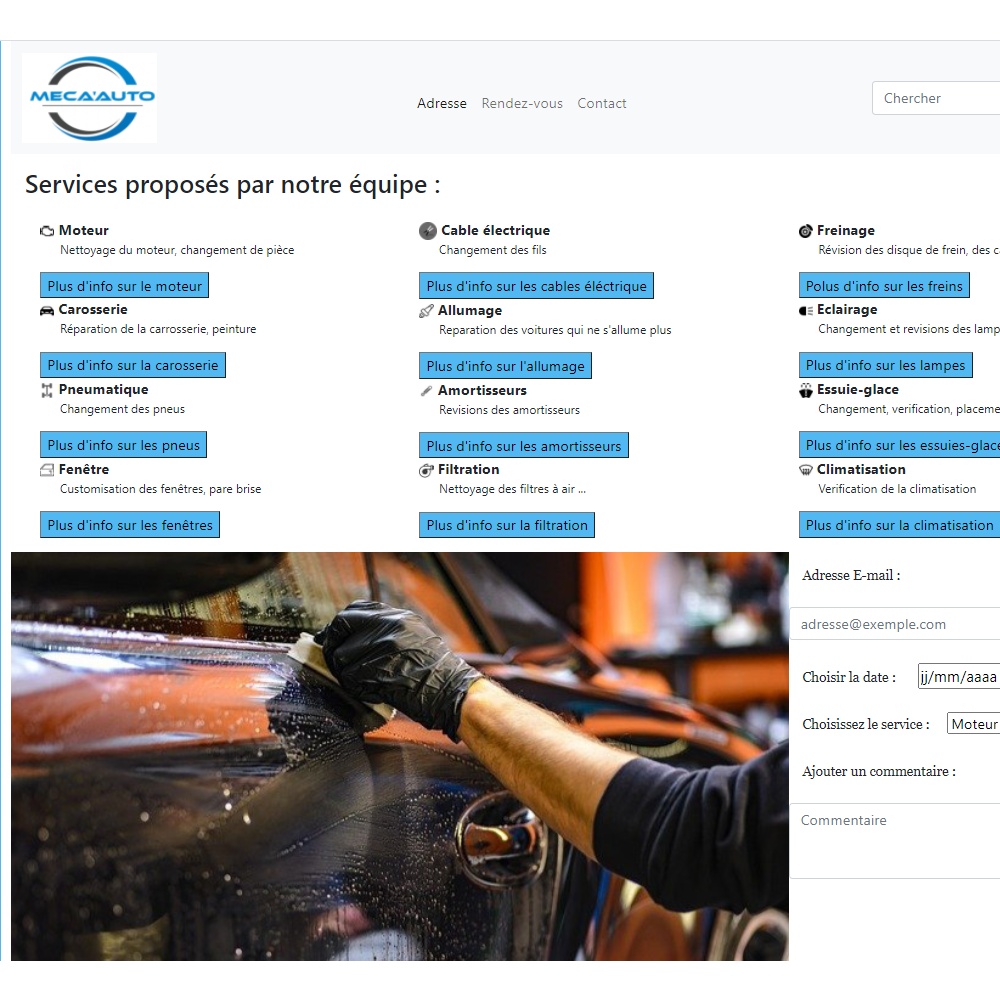 MECA'AUTO
Adresse Rendez-vous Contact
Chercher
Services proposés par notre équipe :
Moteur
Nettoyage du moteur, changement de pièce
Plus d'info sur le moteur
Cable électrique
Changement des fils
Plus d'info sur les cables éléctrique
Freinage
Révision des disque de frein, des c
Polus d'info sur les freins
Carosserie
Réparation de la carrosserie, peinture
Plus d'info sur la carosserie
Allumage
Reparation des voitures qui ne s'allume plus
Plus d'info sur l'allumage
Eclairage
Changement et revisions des lamp
Plus d'info sur les lampes
Pneumatique
Changement des pneus
Plus d'info sur les pneus
Amortisseurs
Revisions des amortisseurs
Plus d'info sur les amortisseurs
Essuie-glace
Changement, verification, placeme
Plus d'info sur les essuies-glace
Fenêtre
Customisation des fenêtres, pare brise
Plus d'info sur les fenêtres
Filtration
Nettoyage des filtres à air ...
Plus d'info sur la filtration
Climatisation
Verification de la climatisation
Plus d'info sur la climatisation
Adresse E-mail :
adresse@exemple.com
Choisir la date : jj/mm/aaaa
Choisissez le service : Moteur
Ajouter un commentaire :
Commentaire